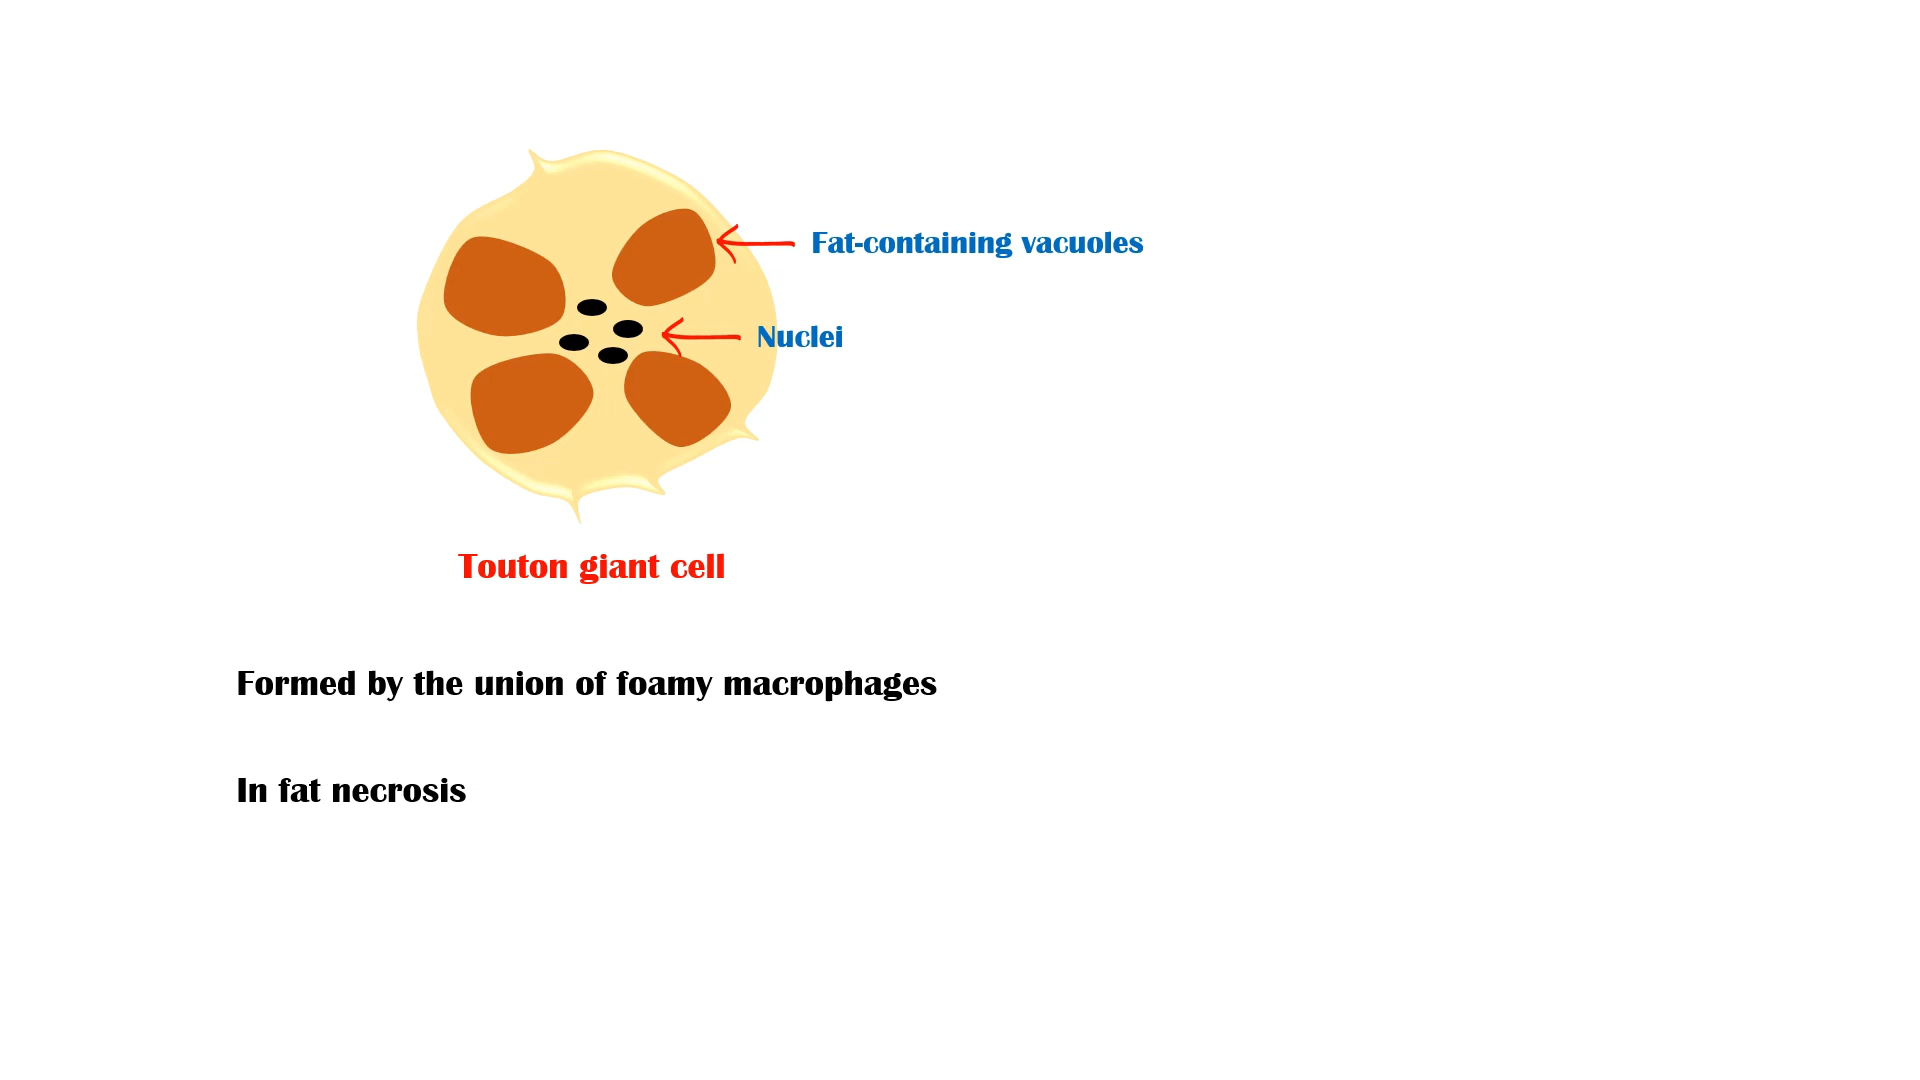 Fat-containing vacuoles
Nuclei
Touton giant cell
Formed by the union of foamy macrophages
In fat necrosis